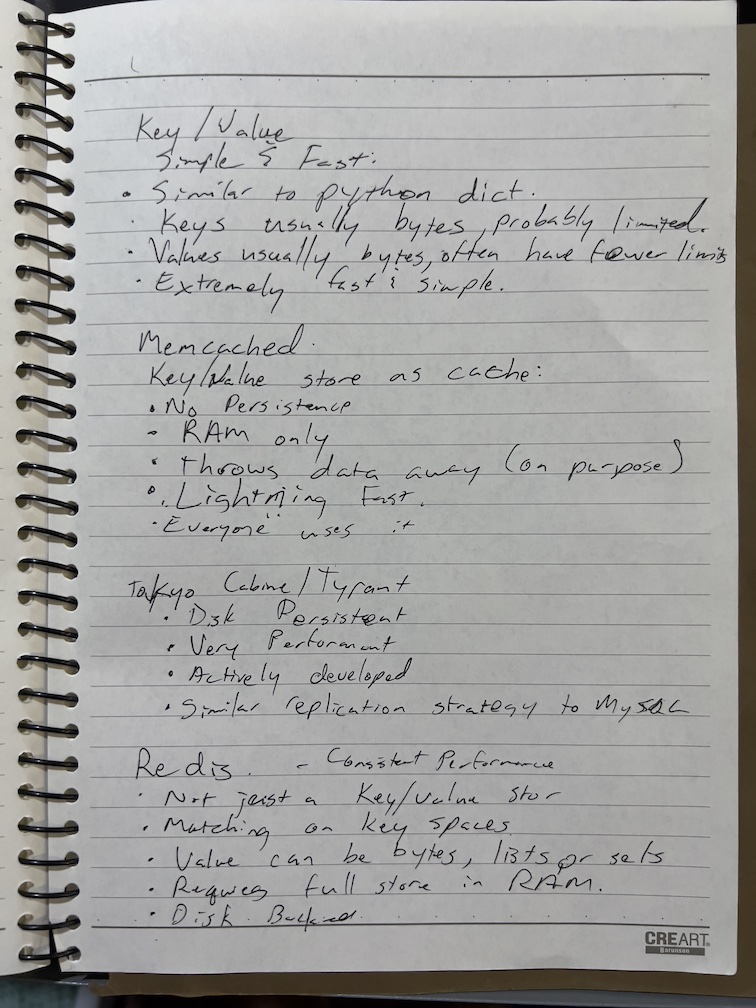 Key/Value
Simple & Fast:
• Similar to python dict.
• Keys usually bytes, probably limited.
• Values usually bytes, often have fewer limits
• Extremely fast & simple.
Memcached.
Key/Value store as cache:
• No Persistence
• RAM only
• throws data away (on purpose)
• Lightning Fast.
• Everyone uses it
Tokyo Cabine/Tyrant
• Disk Persistent
• Very Performant
• Actively developed
• Similar replication strategy to MySQL
Redis. - Consistent Performance
• Not just a Key/Value Stor
• Matching on key spaces
• Value can be bytes, lists or sets
• Requires full store in RAM.
• Disk Backed.
CREART
Barunson